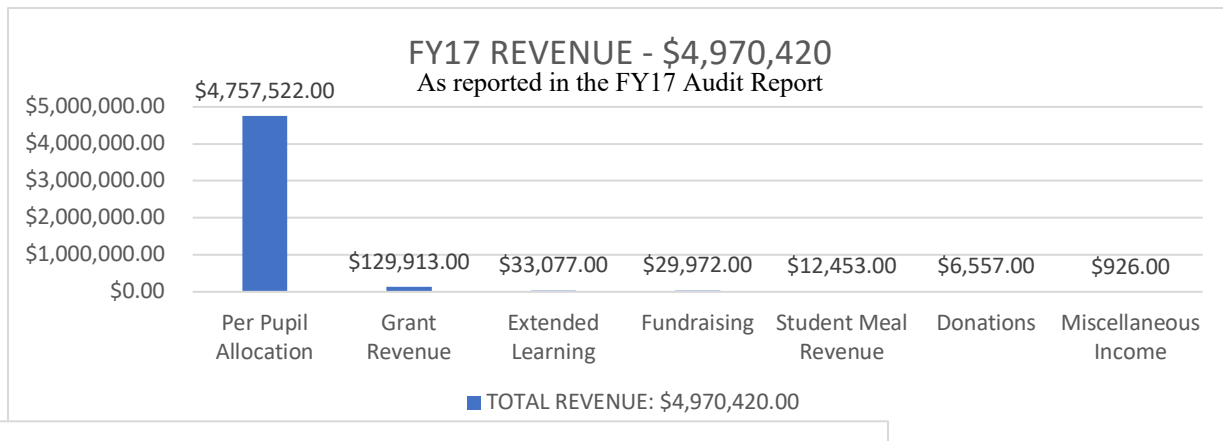 FY17 REVENUE - $4,970,420
As reported in the FY17 Audit Report
$4,757,522.00
$5,000,000.00
$4,000,000.00
$3,000,000.00
$2,000,000.00
$1,000,000.00
$0.00
$129,913.00 $33,077.00 $29,972.00 $12,453.00 $6,557.00 $926.00
Per Pupil Grant Extended Fundraising Student Meal Donations Miscellaneous
Allocation Revenue Learning Revenue Income
TOTAL REVENUE: $4,970,420.00